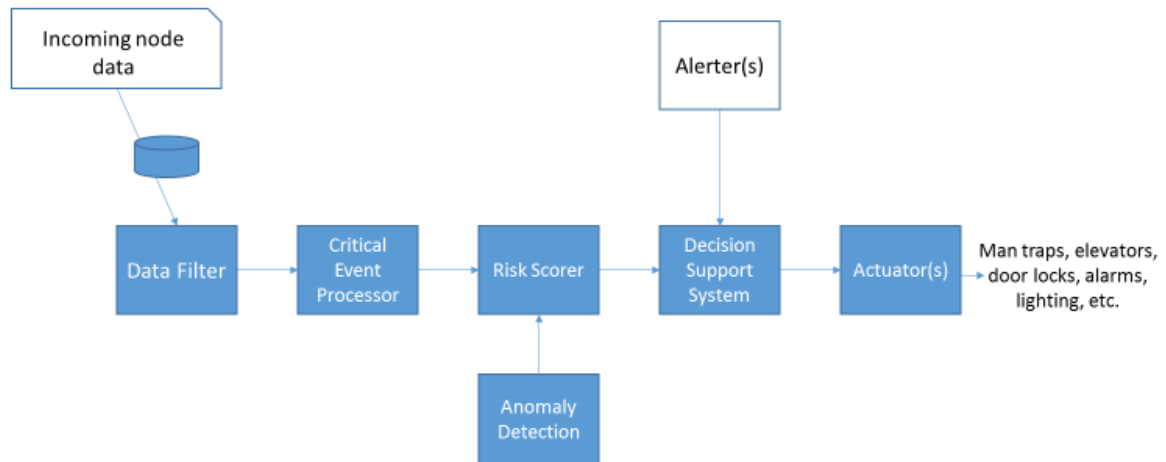 Incoming node
data
Alerter(s)
Data Filter
Critical
Event
Processor
Risk Scorer
Decision
Support
System
Actuator(s)
Man traps, elevators,
door locks, alarms,
lighting, etc.
Anomaly
Detection